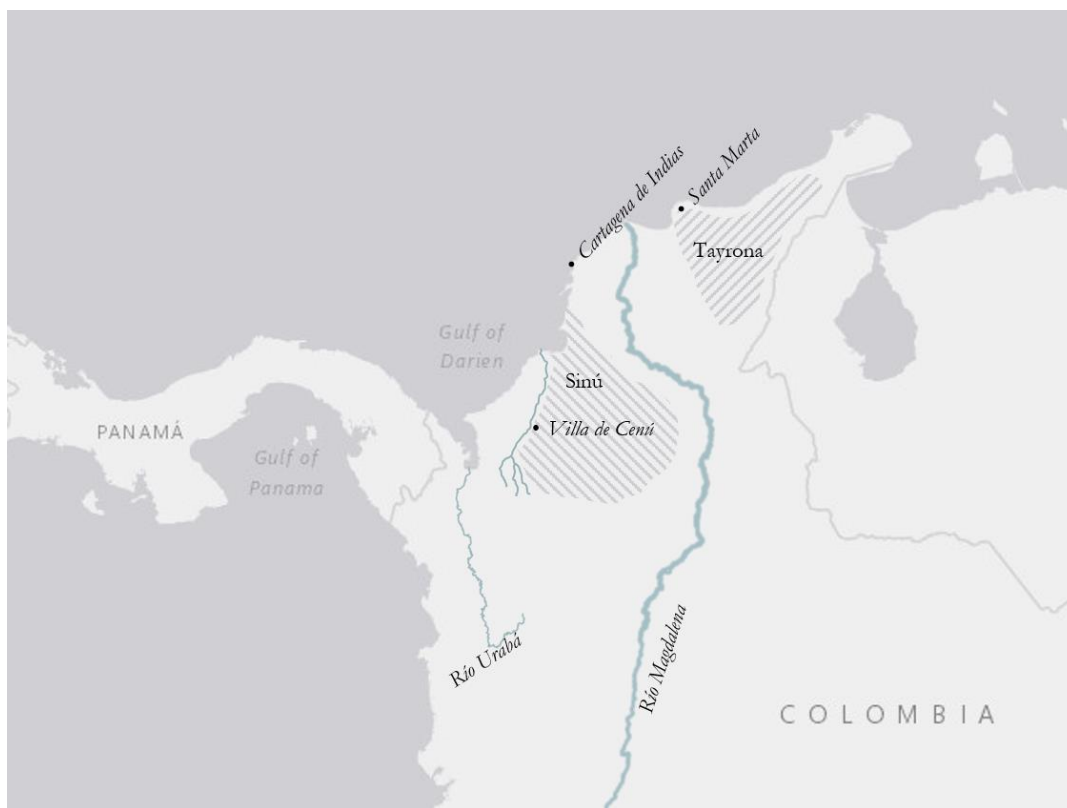 Santa Marta
Cartagena de Indias
Tayrona
Gulf of
Darien
Sinú
Villa de Cenú
PANAMÁ
Gulf of
Panama
Río Urabá
Río Magdalena
COLOMBIA